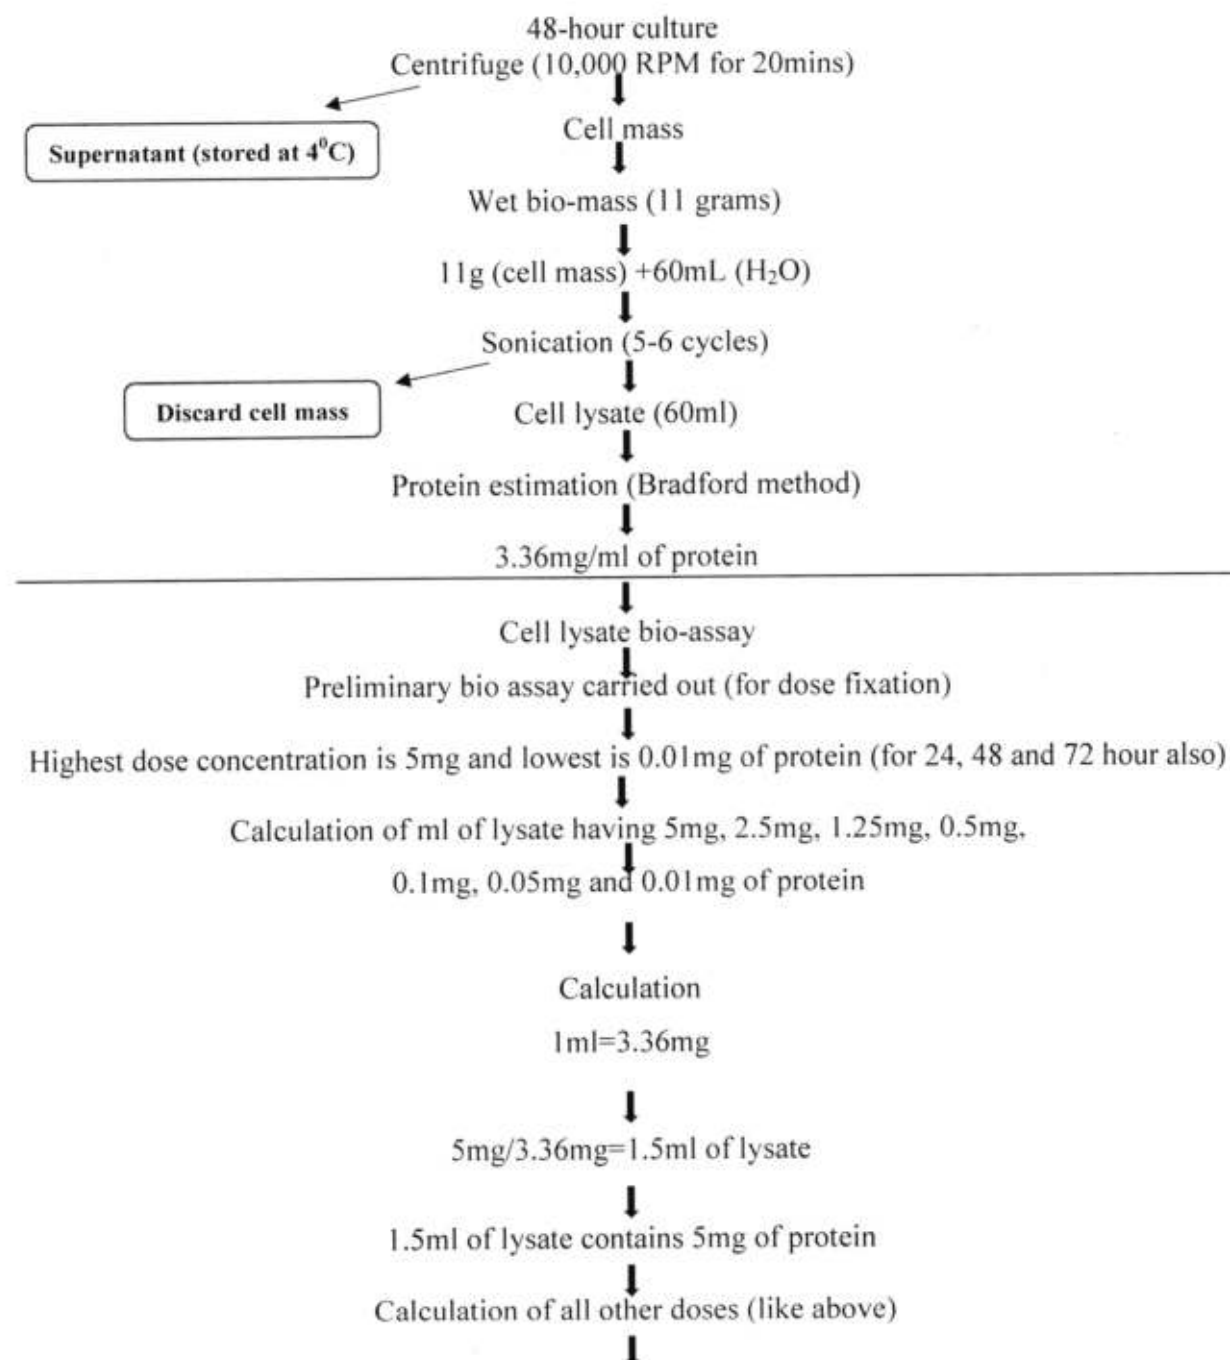 48-hour culture
Centrifuge (10,000 RPM for 20mins)
Supernatant (stored at 4⁰C)
Cell mass
Wet bio-mass (11 grams)
11g (cell mass) +60mL (H₂O)
Sonication (5-6 cycles)
Discard cell mass
Cell lysate (60ml)
Protein estimation (Bradford method)
3.36mg/ml of protein
Cell lysate bio-assay
Preliminary bio assay carried out (for dose fixation)
Highest dose concentration is 5mg and lowest is 0.01mg of protein (for 24, 48 and 72 hour also)
Calculation of ml of lysate having 5mg, 2.5mg, 1.25mg, 0.5mg,
0.1mg, 0.05mg and 0.01mg of protein
Calculation
1ml=3.36mg
5mg/3.36mg=1.5ml of lysate
1.5ml of lysate contains 5mg of protein
Calculation of all other doses (like above)